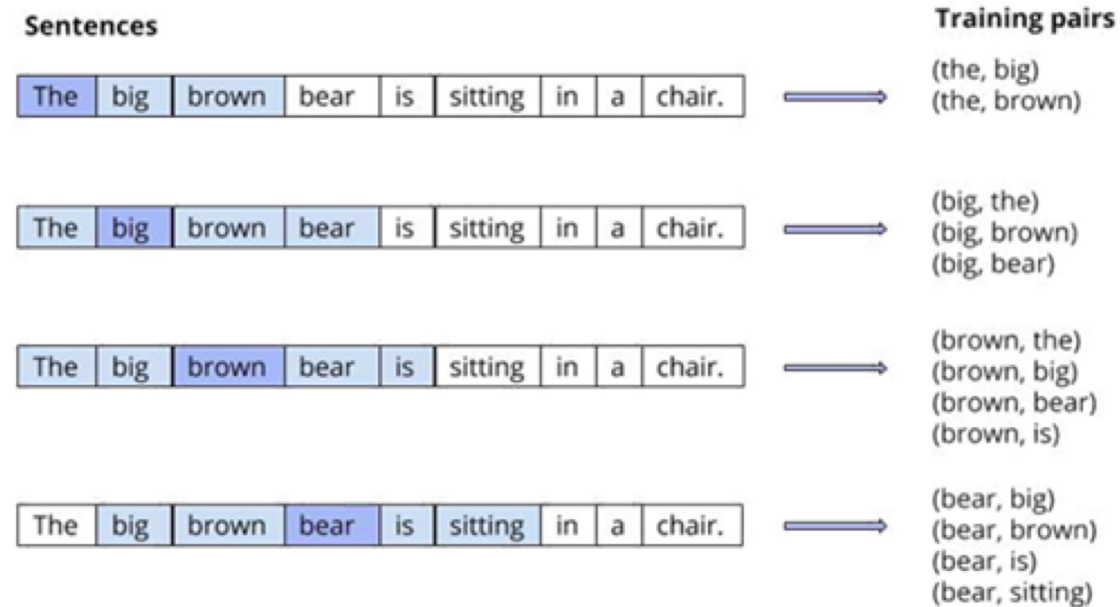 Sentences
Training pairs
The big brown bear is sitting in a chair.
(the, big)
(the, brown)
The big brown bear is sitting in a chair.
(big, the)
(big, brown)
(big, bear)
The big brown bear is sitting in a chair.
(brown, the)
(brown, big)
(brown, bear)
(brown, is)
The big brown bear is sitting in a chair.
(bear, big)
(bear, brown)
(bear, is)
(bear, sitting)